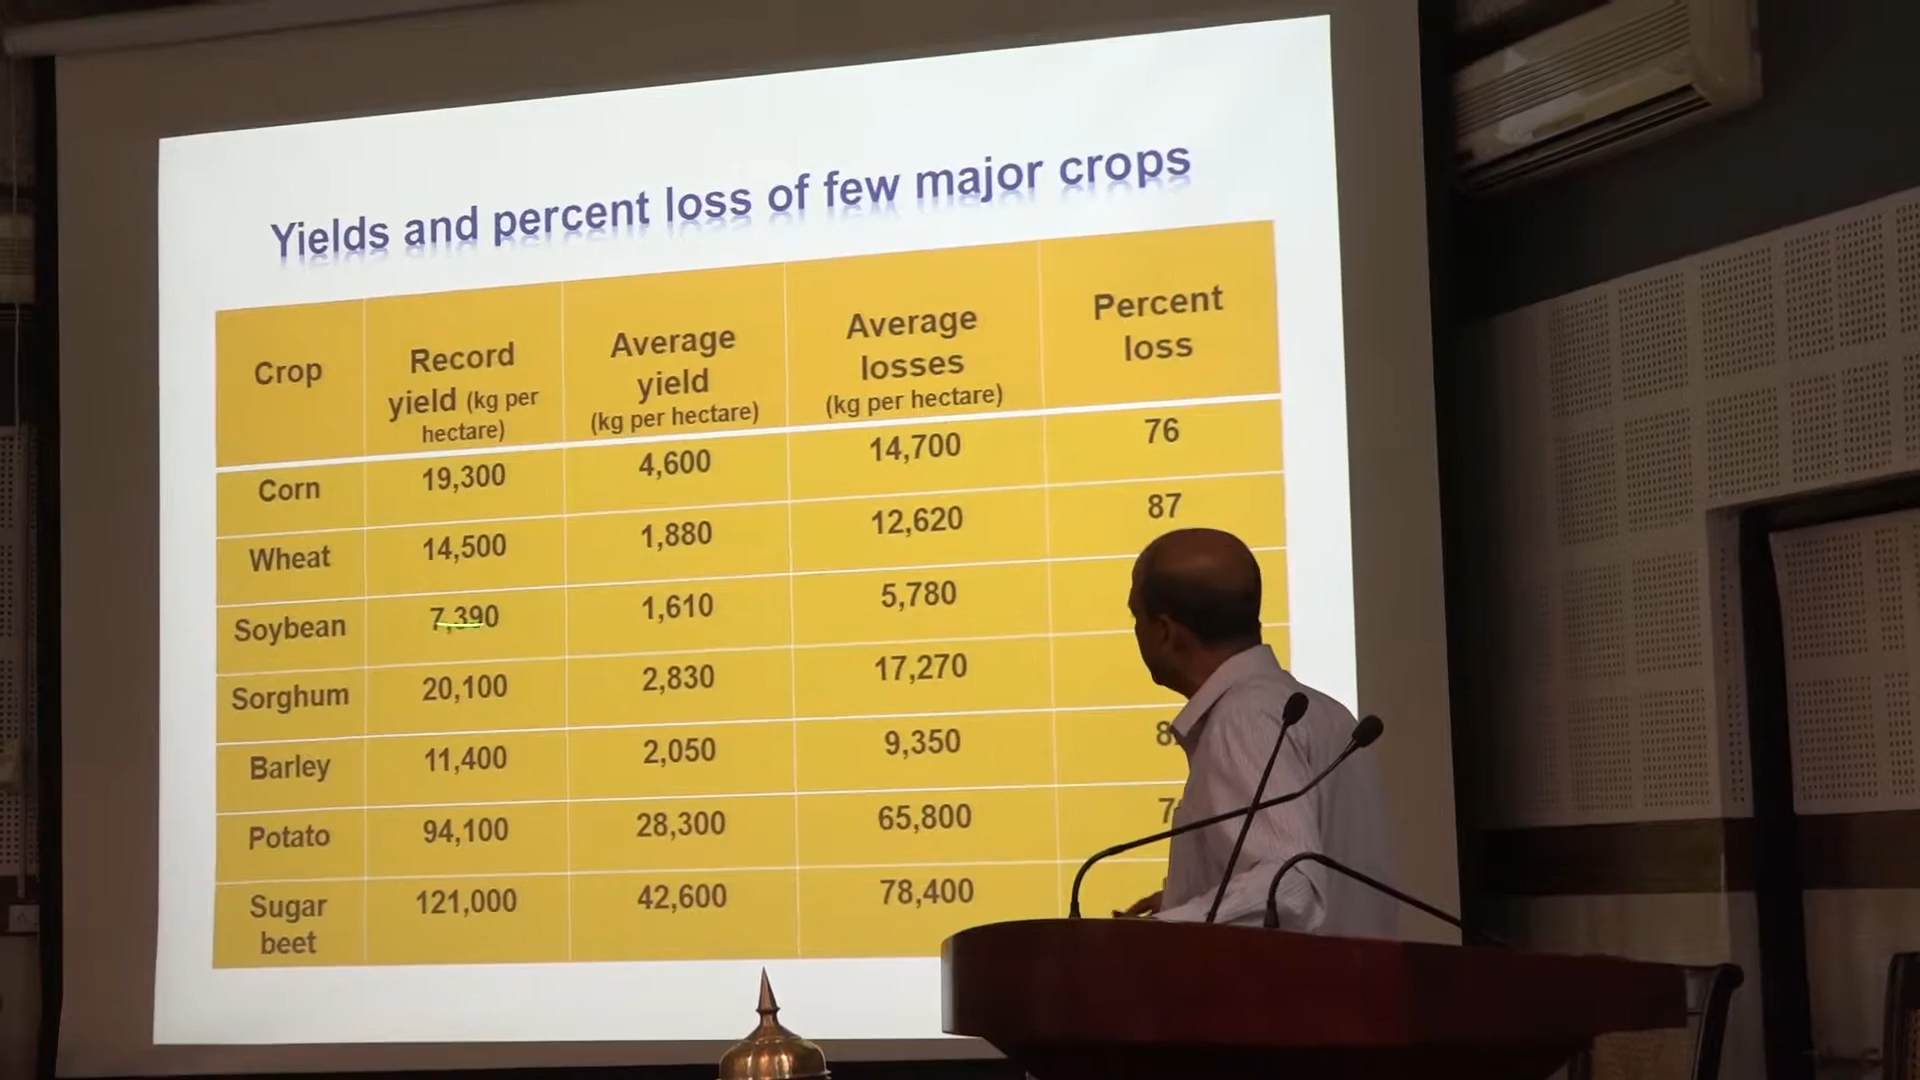 Yields and percent loss of few major crops
Crop
Record
yield (kg per
hectare)
Average
yield
(kg per hectare)
Average
losses
(kg per hectare)
Percent
loss
Corn 19,300 4,600 14,700 76
Wheat 14,500 1,880 12,620 87
Soybean 7,390 1,610 5,780
Sorghum 20,100 2,830 17,270
Barley 11,400 2,050 9,350
Potato 94,100 28,300 65,800
Sugar
beet
121,000 42,600 78,400